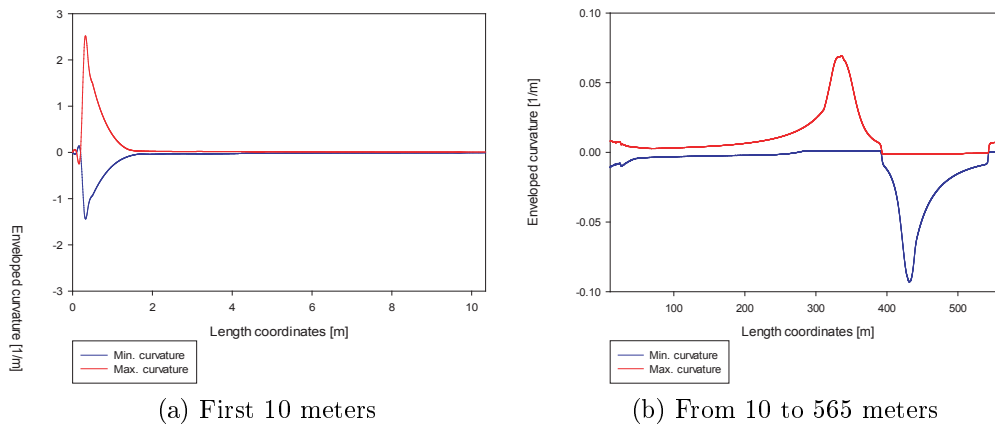 3
2
1
0
-1
-2
-3
Enveloped curvature [1/m]
0
2
4
6
8
10
Length coordinates [m]
Min. curvature
Max. curvature
(a) First 10 meters
0.10
0.05
0.00
-0.05
-0.10
Enveloped curvature [1/m]
100
200
300
400
500
Length coordinates [m]
Min. curvature
Max. curvature
(b) From 10 to 565 meters